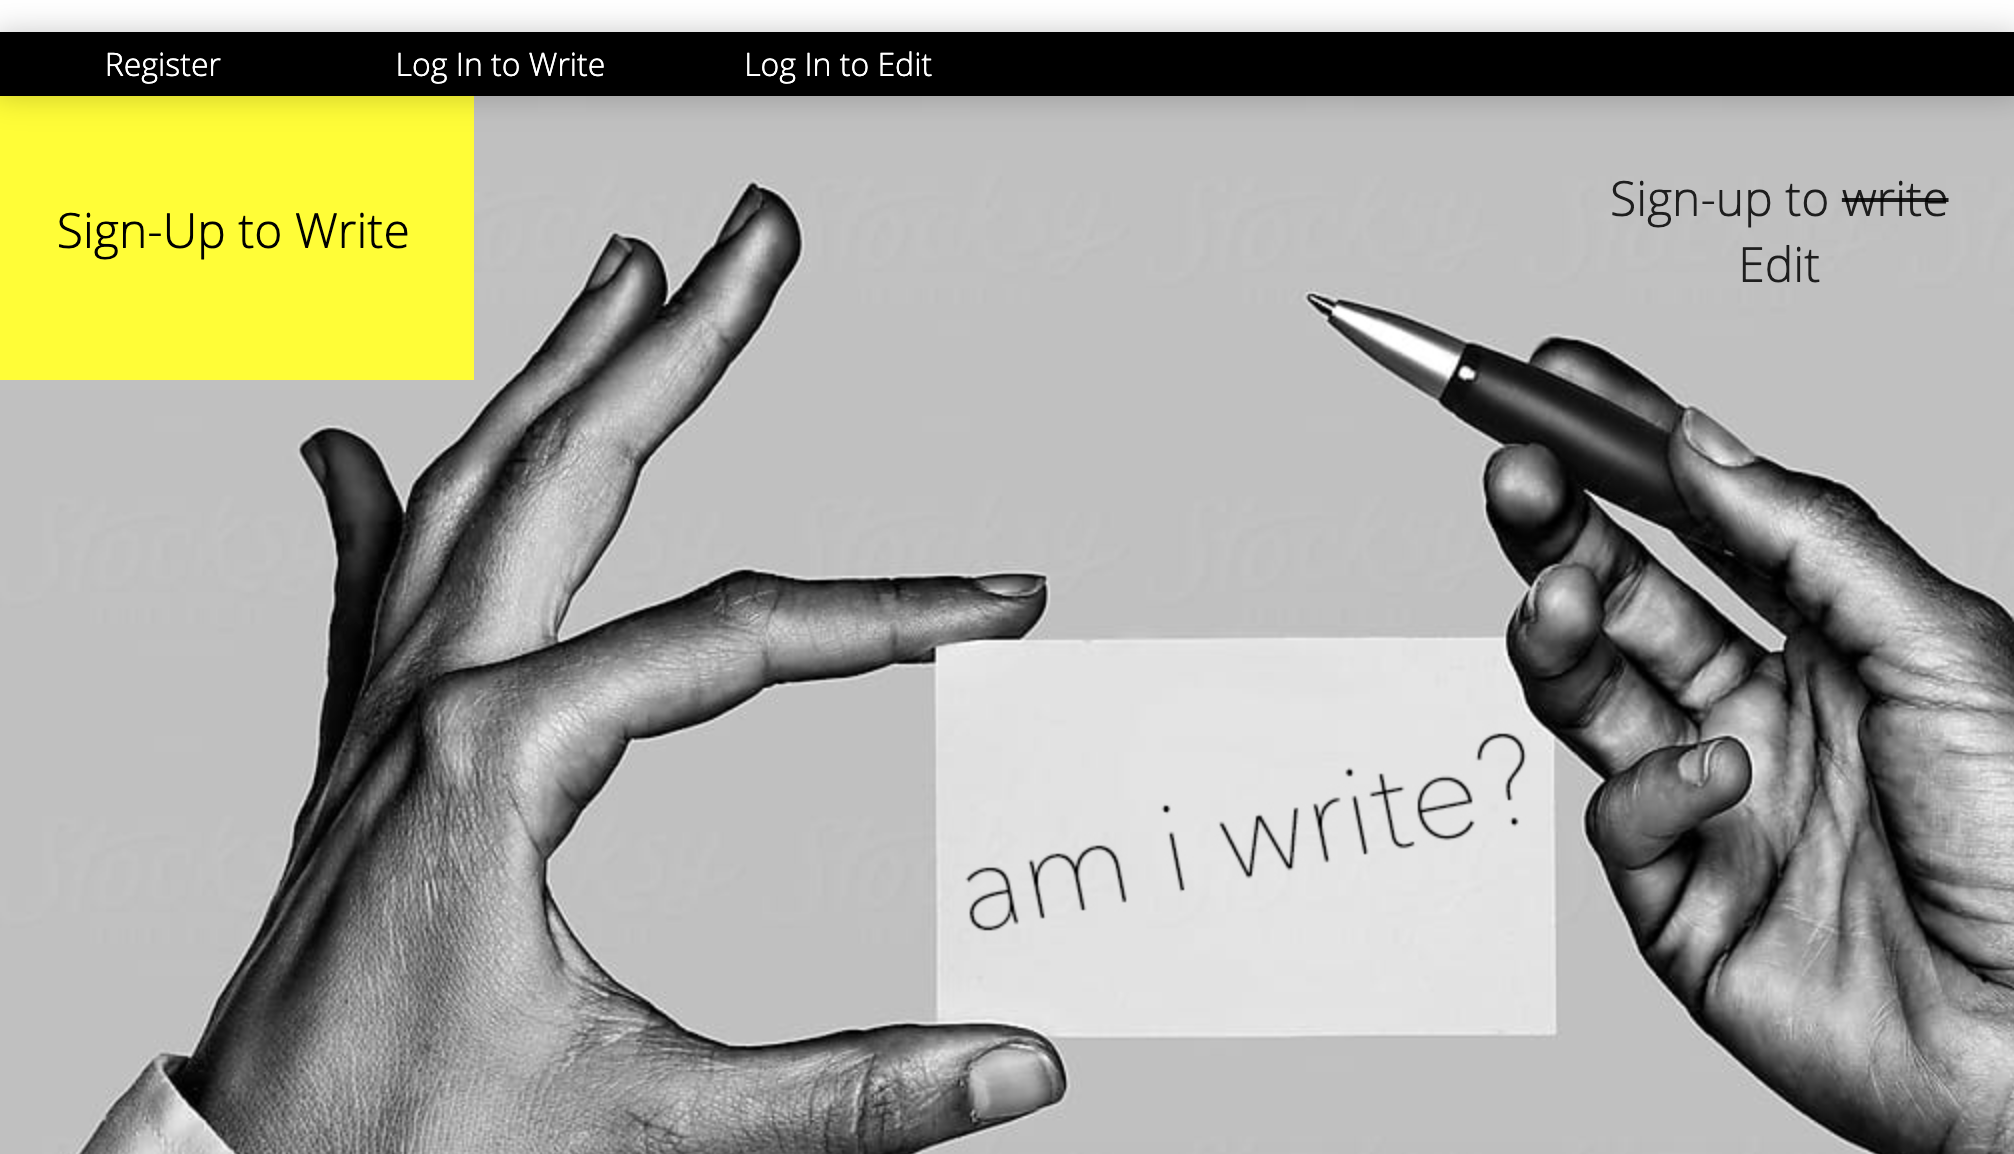 Register Log In to Write Log In to Edit
Sign-Up to Write
Sign-up to write
Edit
am i write?